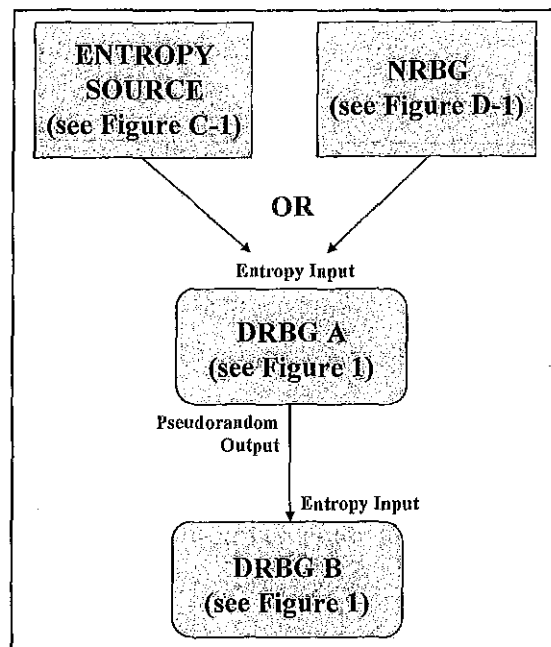 ENTROPY
SOURCE
(see Figure C-1)
NRBG
(see Figure D-1)
OR
Entropy Input
DRBG A
(see Figure 1)
Pseudorandom
Output
Entropy Input
DRBG B
(see Figure 1)